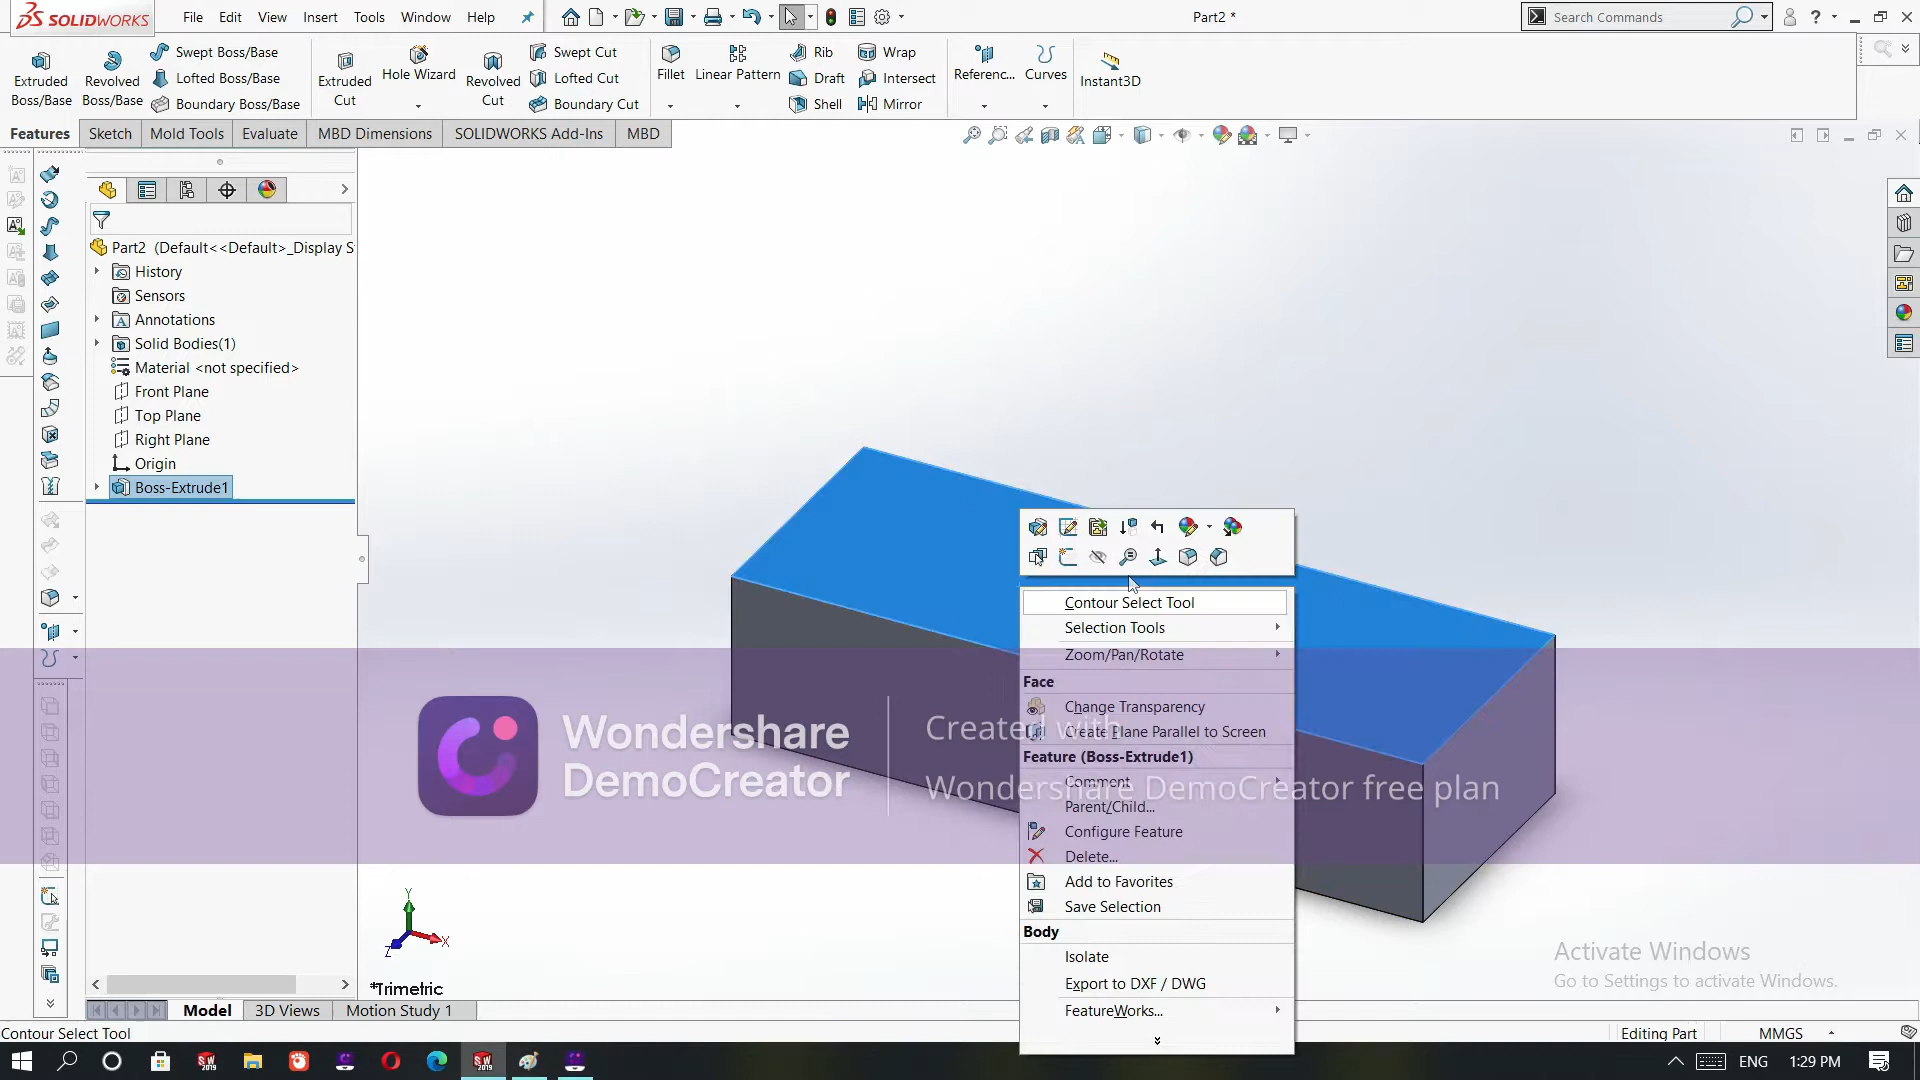 SOLIDWORKS
File Edit View Insert Tools Window Help
Part2 *
Search Commands
Extruded Boss/Base
Revolved Boss/Base
Swept Boss/Base
Lofted Boss/Base
Boundary Boss/Base
Extruded Cut
Hole Wizard
Revolved Cut
Swept Cut
Lofted Cut
Boundary Cut
Fillet
Linear Pattern
Rib
Draft
Shell
Wrap
Intersect
Mirror
Referenc...
Curves
Instant3D
Features Sketch Mold Tools Evaluate MBD Dimensions SOLIDWORKS Add-Ins MBD
Part2 (Default<<Default>_Display S
History
Sensors
Annotations
Solid Bodies(1)
Material <not specified>
Front Plane
Top Plane
Right Plane
Origin
Boss-Extrude1
Contour Select Tool
Selection Tools
Zoom/Pan/Rotate
Face
Change Transparency
Create Plane Parallel to Screen
Feature (Boss-Extrude1)
Comment
Parent/Child...
Configure Feature
Delete...
Add to Favorites
Save Selection
Body
Isolate
Export to DXF / DWG
FeatureWorks...
Wondershare
DemoCreator
Created with
Wondershare DemoCreator free plan
Y
X
Z
*Trimetric
Activate Windows
Go to Settings to activate Windows.
Model 3D Views Motion Study 1
Contour Select Tool
Editing Part MMGS
ENG 1:29 PM